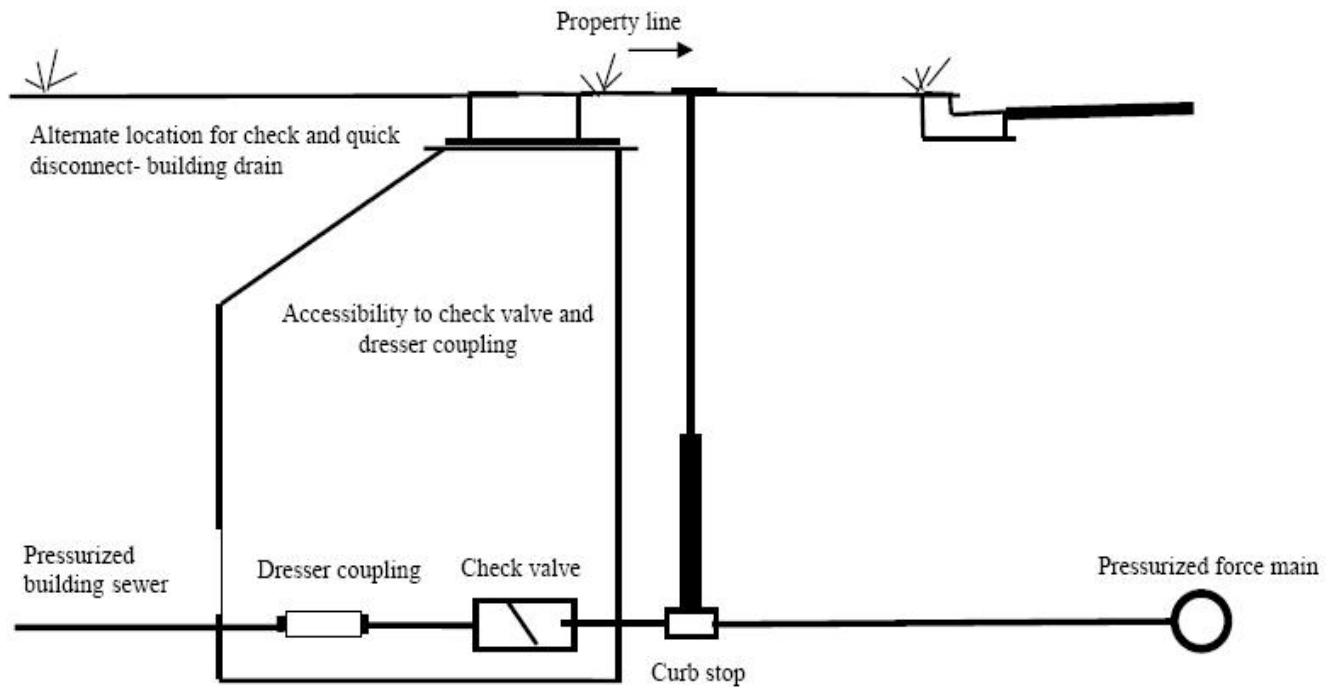 Property line
Alternate location for check and quick
disconnect- building drain
Accessibility to check valve and
dresser coupling
Pressurized
building sewer
Dresser coupling
Check valve
Pressurized force main
Curb stop